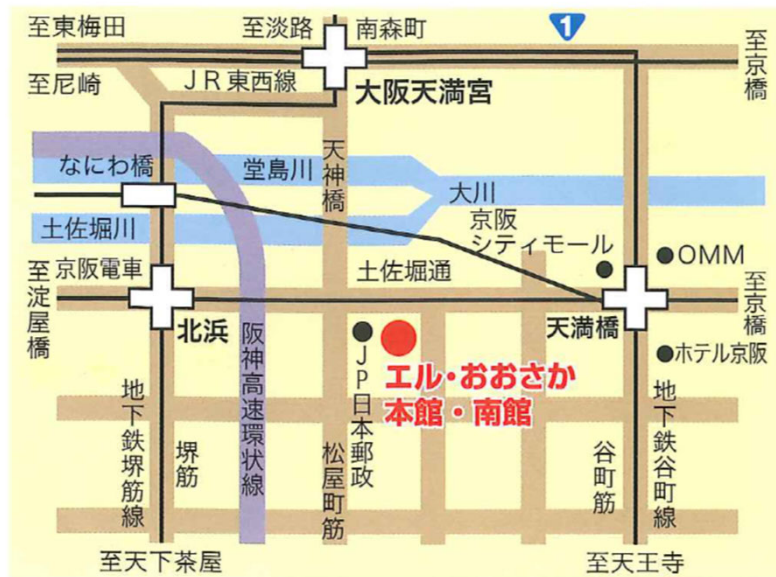 至東梅田
至淡路
南森町
1
至京橋
至尼崎
JR東西線
大阪天満宮
天神橋
なにわ橋
堂島川
大川
土佐堀川
京阪
シティモール
OMM
至淀屋橋
京阪電車
土佐堀通
至京橋
北浜
天満橋
阪神高速環状線
JP日本郵政
エル・おおさか
本館・南館
ホテル京阪
地下鉄堺筋線
堺筋
松屋町筋
谷町筋
地下鉄谷町線
至天下茶屋
至天王寺